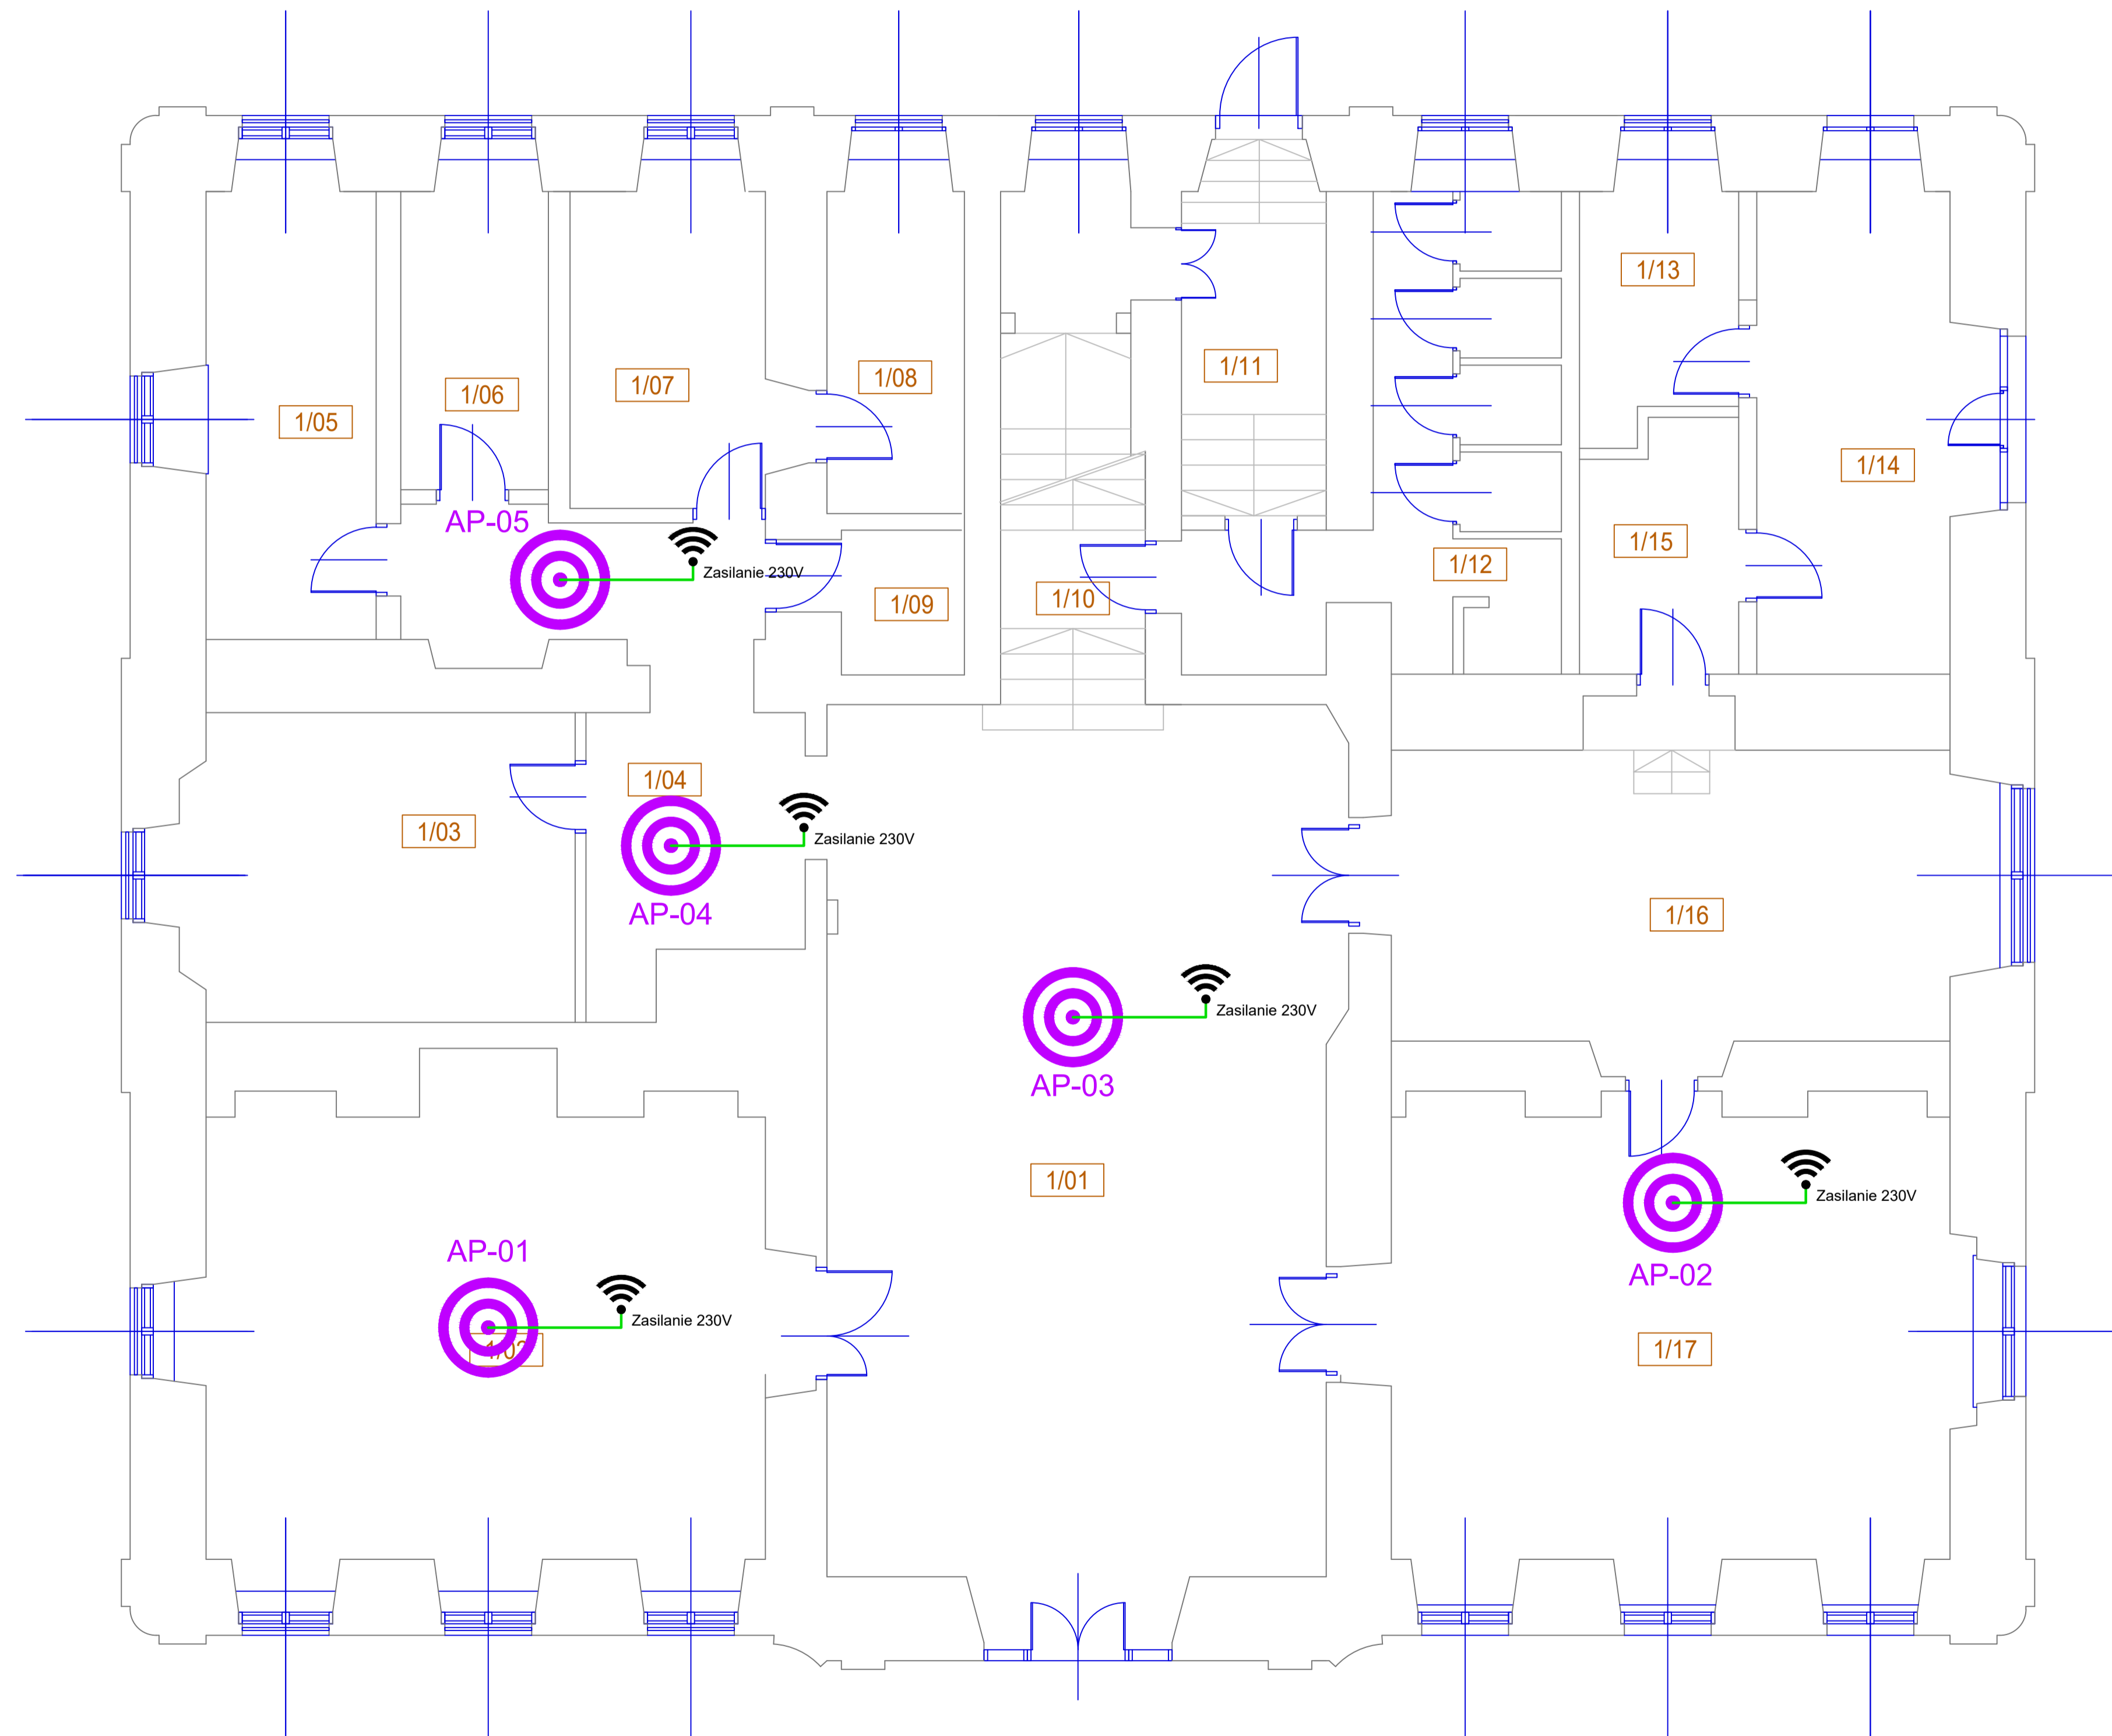 1/13
1/11
1/08
1/07
1/06
1/05
1/14
AP-05
1/15
1/12
Zasilanie 230V
1/10
1/09
1/04
1/03
Zasilanie 230V
AP-04
1/16
Zasilanie 230V
AP-03
1/01
Zasilanie 230V
AP-01
AP-02
Zasilanie 230V
1/17